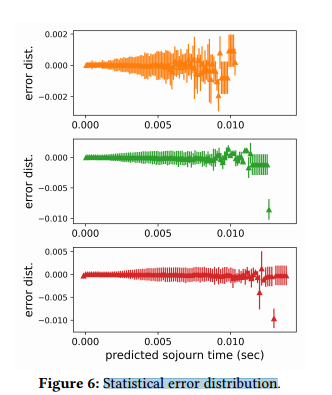 0.002
0.000
−0.002
error dist.
0.000 0.005 0.010
0.000
−0.005
−0.010
error dist.
0.000 0.005 0.010
0.005
0.000
−0.005
−0.010
error dist.
0.000 0.005 0.010
predicted sojourn time (sec)
Figure 6: Statistical error distribution.